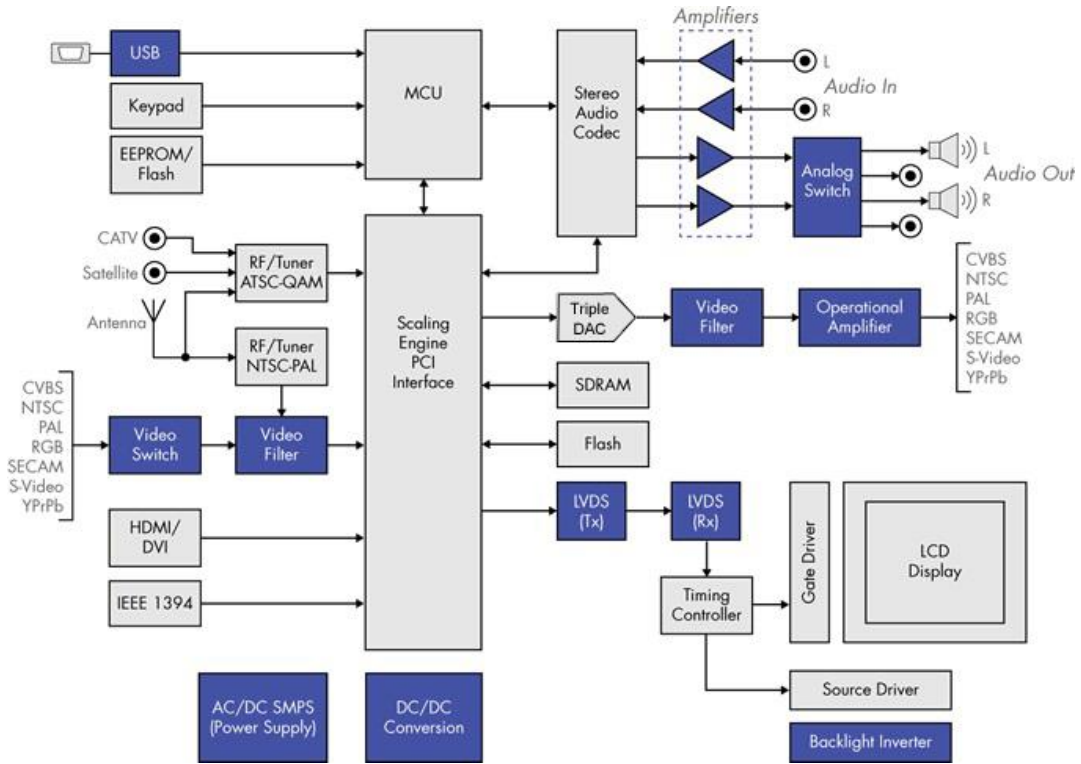 Amplifiers
USB
Keypad
EEPROM/
Flash
MCU
Stereo
Audio
Codec
L
Audio In
R
Analog
Switch
L
Audio Out
R
CATV
Satellite
Antenna
RF/Tuner
ATSC-QAM
RF/Tuner
NTSC-PAL
Scaling
Engine
PCI
Interface
Triple
DAC
Video
Filter
Operational
Amplifier
CVBS
NTSC
PAL
RGB
SECAM
S-Video
YPrPb
SDRAM
Flash
CVBS
NTSC
PAL
RGB
SECAM
S-Video
YPrPb
Video
Switch
Video
Filter
HDMI/
DVI
IEEE 1394
LVDS
(Tx)
LVDS
(Rx)
Timing
Controller
Gate Driver
LCD
Display
Source Driver
AC/DC SMPS
(Power Supply)
DC/DC
Conversion
Backlight Inverter